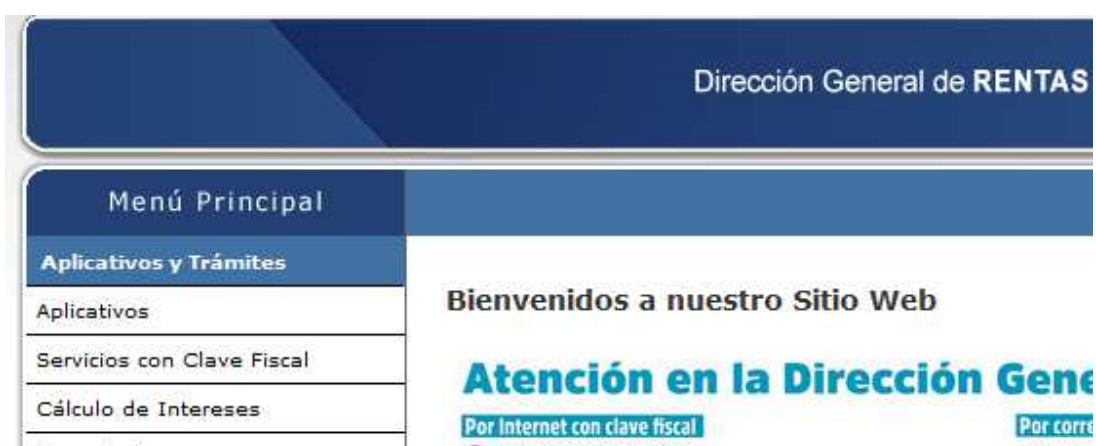 Dirección General de RENTAS
Menú Principal
Aplicativos y Trámites
Aplicativos
Servicios con Clave Fiscal
Cálculo de Intereses
Bienvenidos a nuestro Sitio Web
Atención en la Dirección Gene
Por Internet con clave fiscal
Por corre